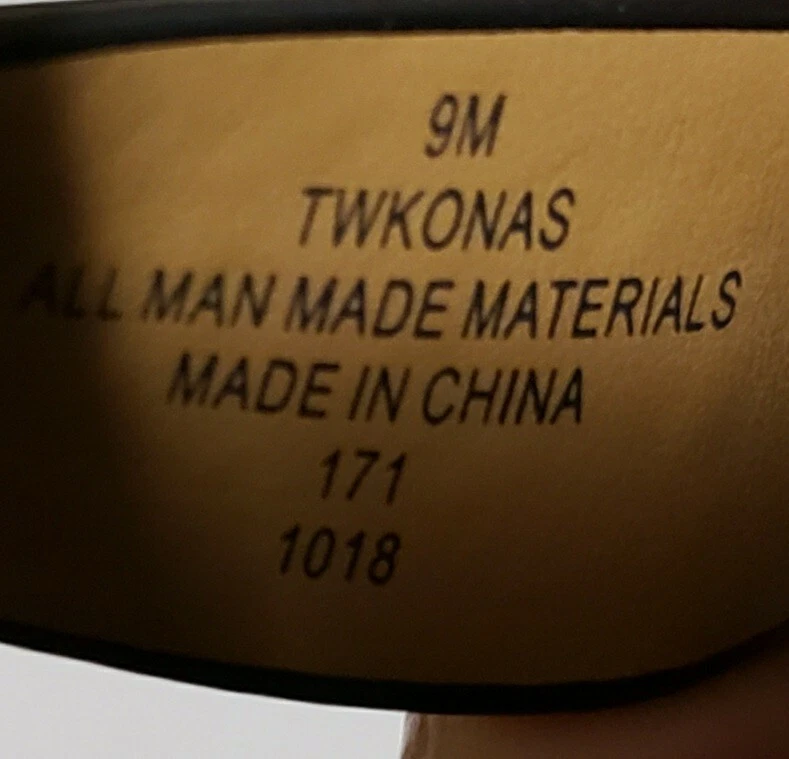 9M
TWKONAS
ALL MAN MADE MATERIALS
MADE IN CHINA
171
1018